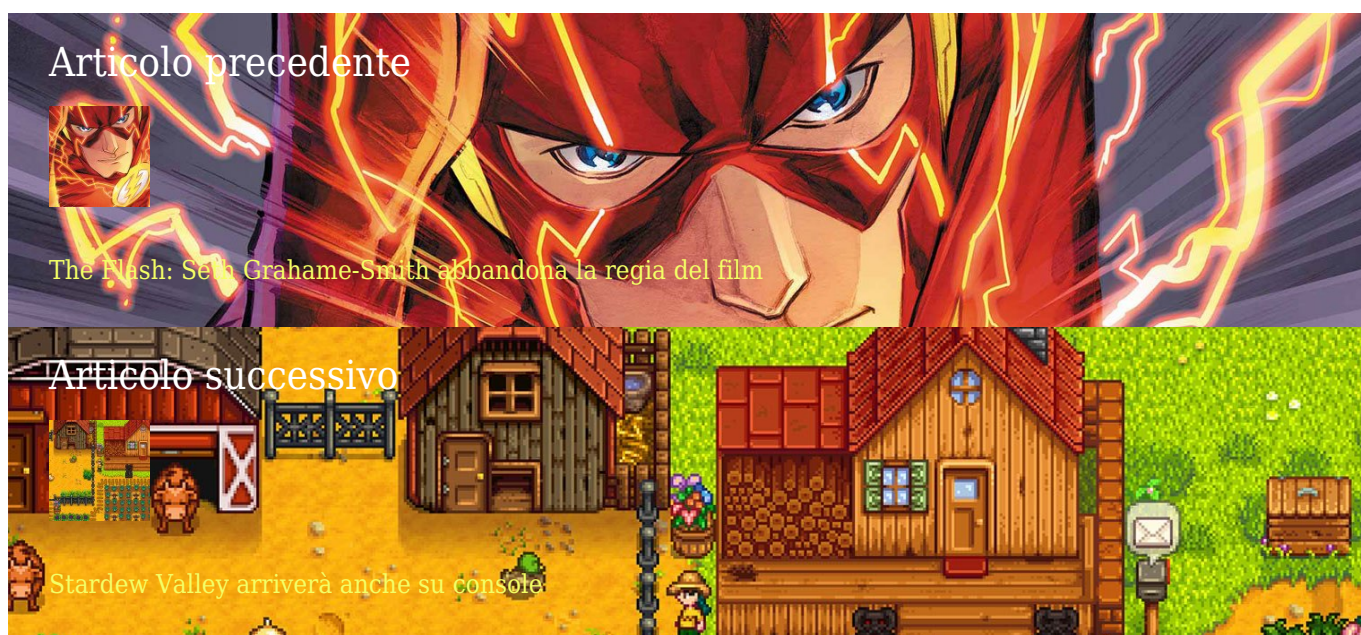 Articolo precedente
The Flash: Seth Grahame-Smith abbandona la regia del film
Articolo successivo
Stardew Valley arriverà anche su console